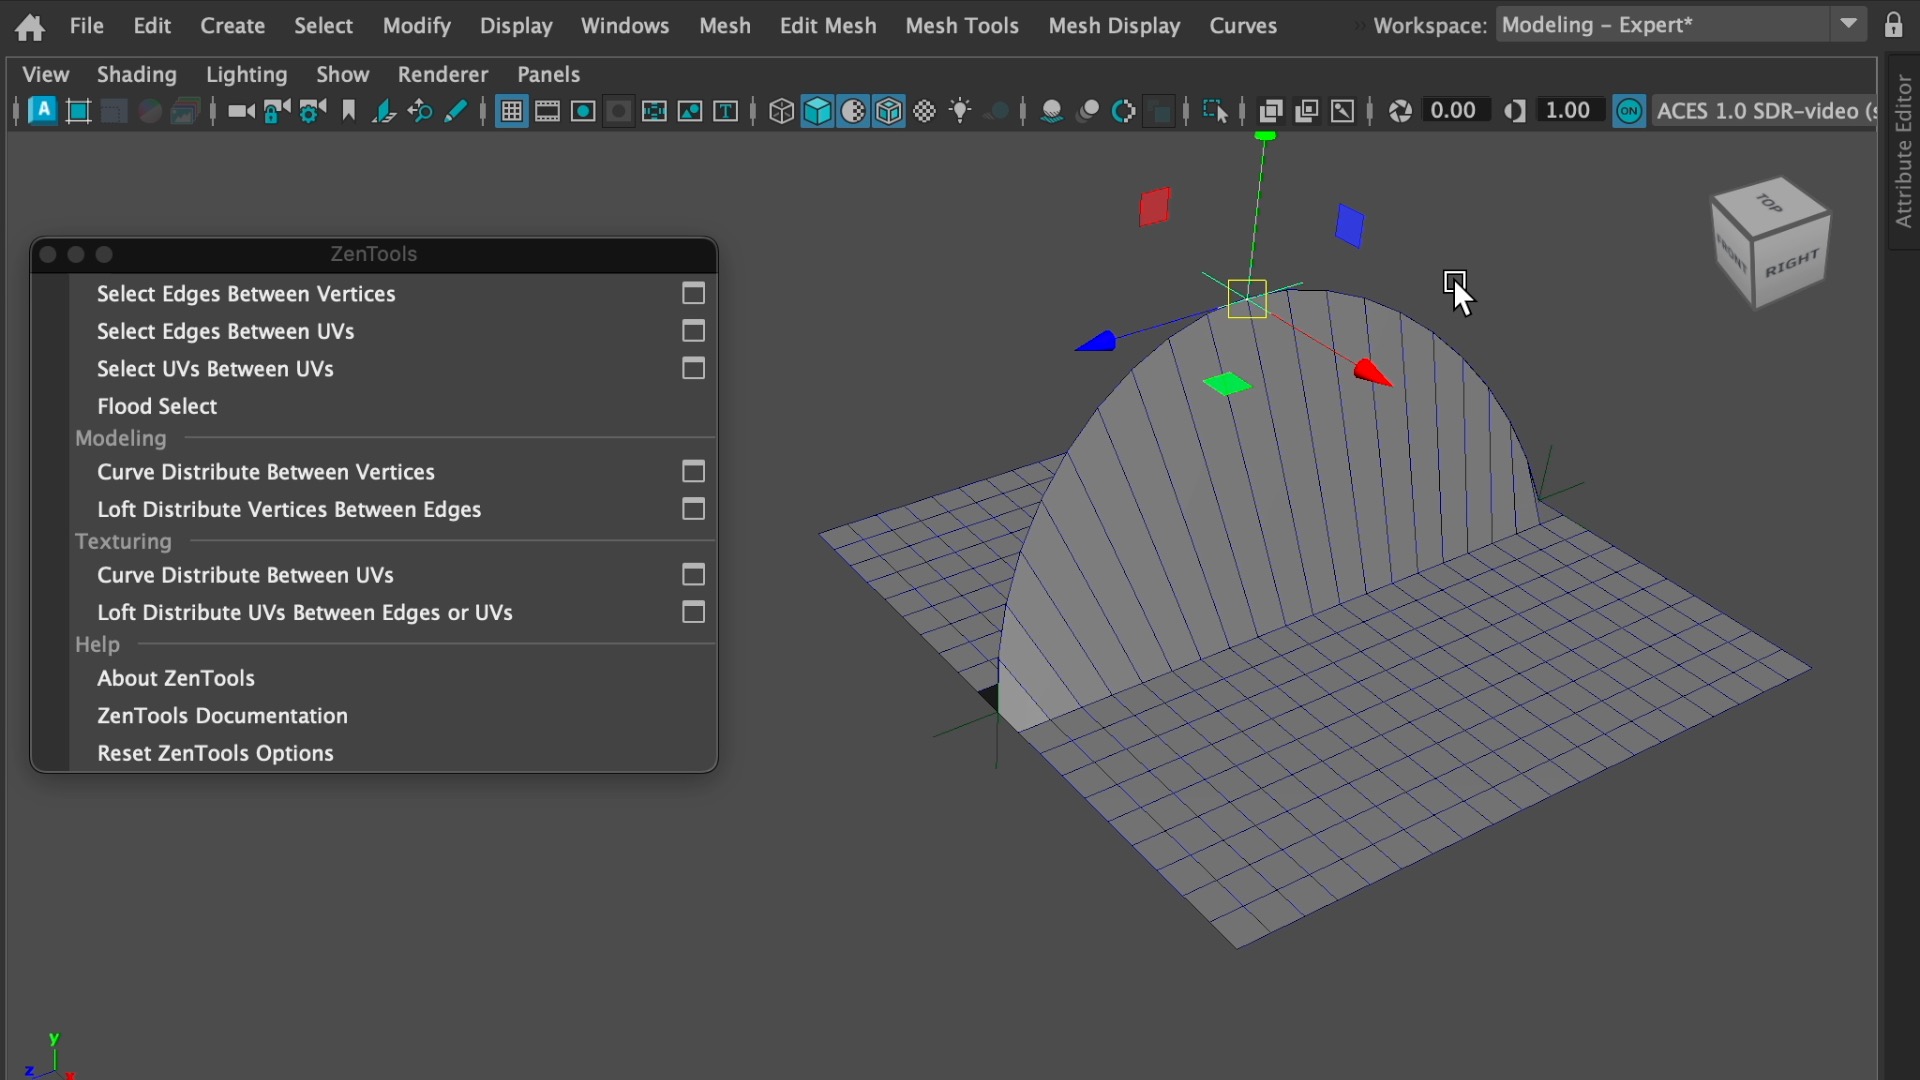 File Edit Create Select Modify Display Windows Mesh Edit Mesh Mesh Tools Mesh Display Curves Workspace: Modeling - Expert*
View Shading Lighting Show Renderer Panels
A T 0.00 1.00 ON ACES 1.0 SDR-video (s
Attribute Editor
TOP
FRONT RIGHT
ZenTools
Select Edges Between Vertices
Select Edges Between UVs
Select UVs Between UVs
Flood Select
Modeling
Curve Distribute Between Vertices
Loft Distribute Vertices Between Edges
Texturing
Curve Distribute Between UVs
Loft Distribute UVs Between Edges or UVs
Help
About ZenTools
ZenTools Documentation
Reset ZenTools Options
y
z x